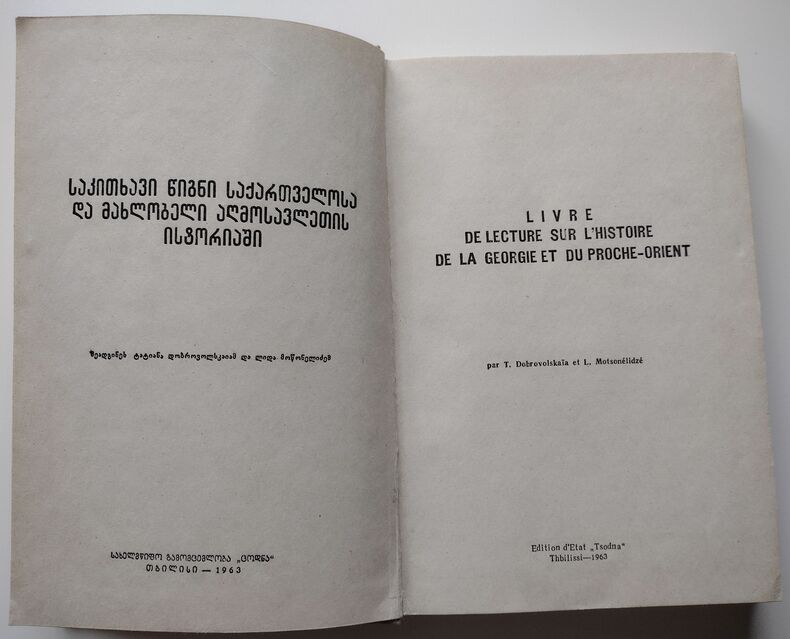 საკითხავი წიგნი საქართველოსა
და მახლობელი აღმოსავლეთის
ისტორიაში
შეადგინეს ტატიანა დობროვოლსკაიამ და ლიდა მოწონელიძემ
სახელმწიფო გამომცემლობა „ცოდნა“
თბილისი — 1963
LIVRE
DE LECTURE SUR L'HISTOIRE
DE LA GEORGIE ET DU PROCHE-ORIENT
par T. Dobrovolskaïa et L. Motsonélidzé
Edition d'Etat „Tsodna“
Thbilissi—1963